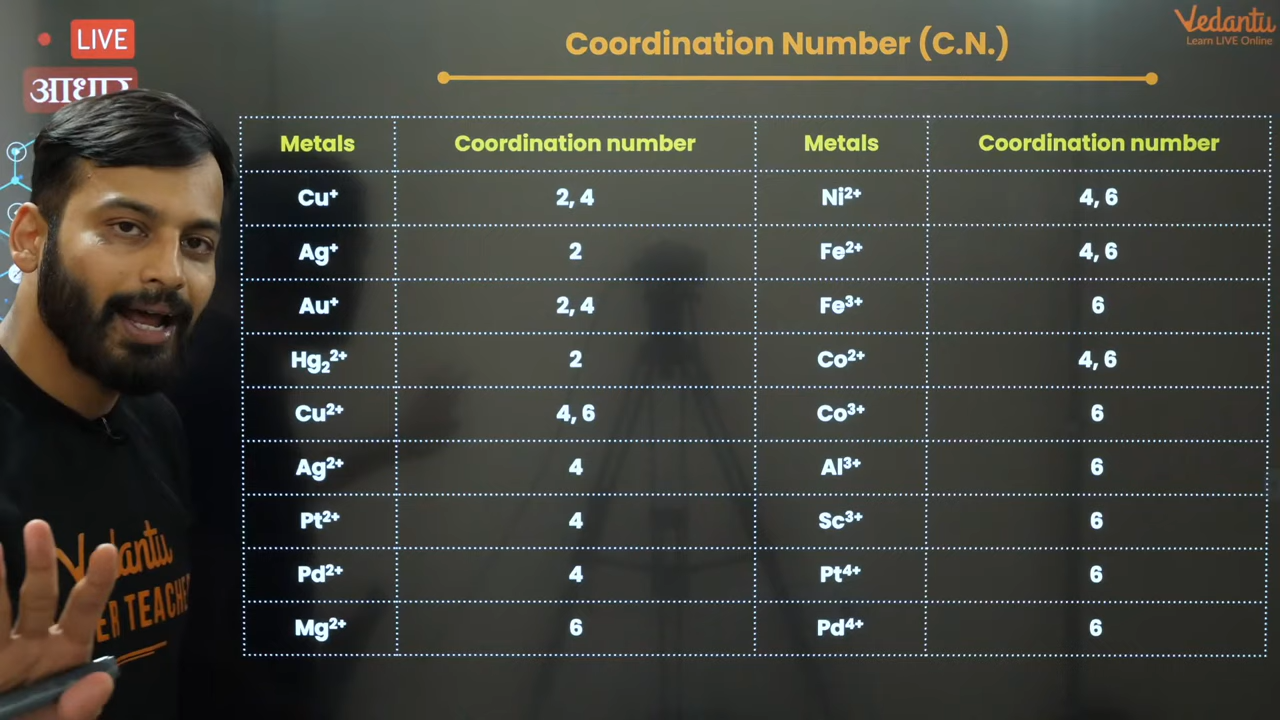 LIVE
आधार
Vedantu
Learn LIVE Online
Coordination Number (C.N.)
Metals Coordination number Metals Coordination number
Cu⁺ 2, 4 Ni²⁺ 4, 6
Ag⁺ 2 Fe²⁺ 4, 6
Au⁺ 2, 4 Fe³⁺ 6
Hg₂²⁺ 2 Co²⁺ 4, 6
Cu²⁺ 4, 6 Co³⁺ 6
Ag²⁺ 4 Al³⁺ 6
Pt²⁺ 4 Sc³⁺ 6
Pd²⁺ 4 Pt⁴⁺ 6
Mg²⁺ 6 Pd⁴⁺ 6
Vedantu